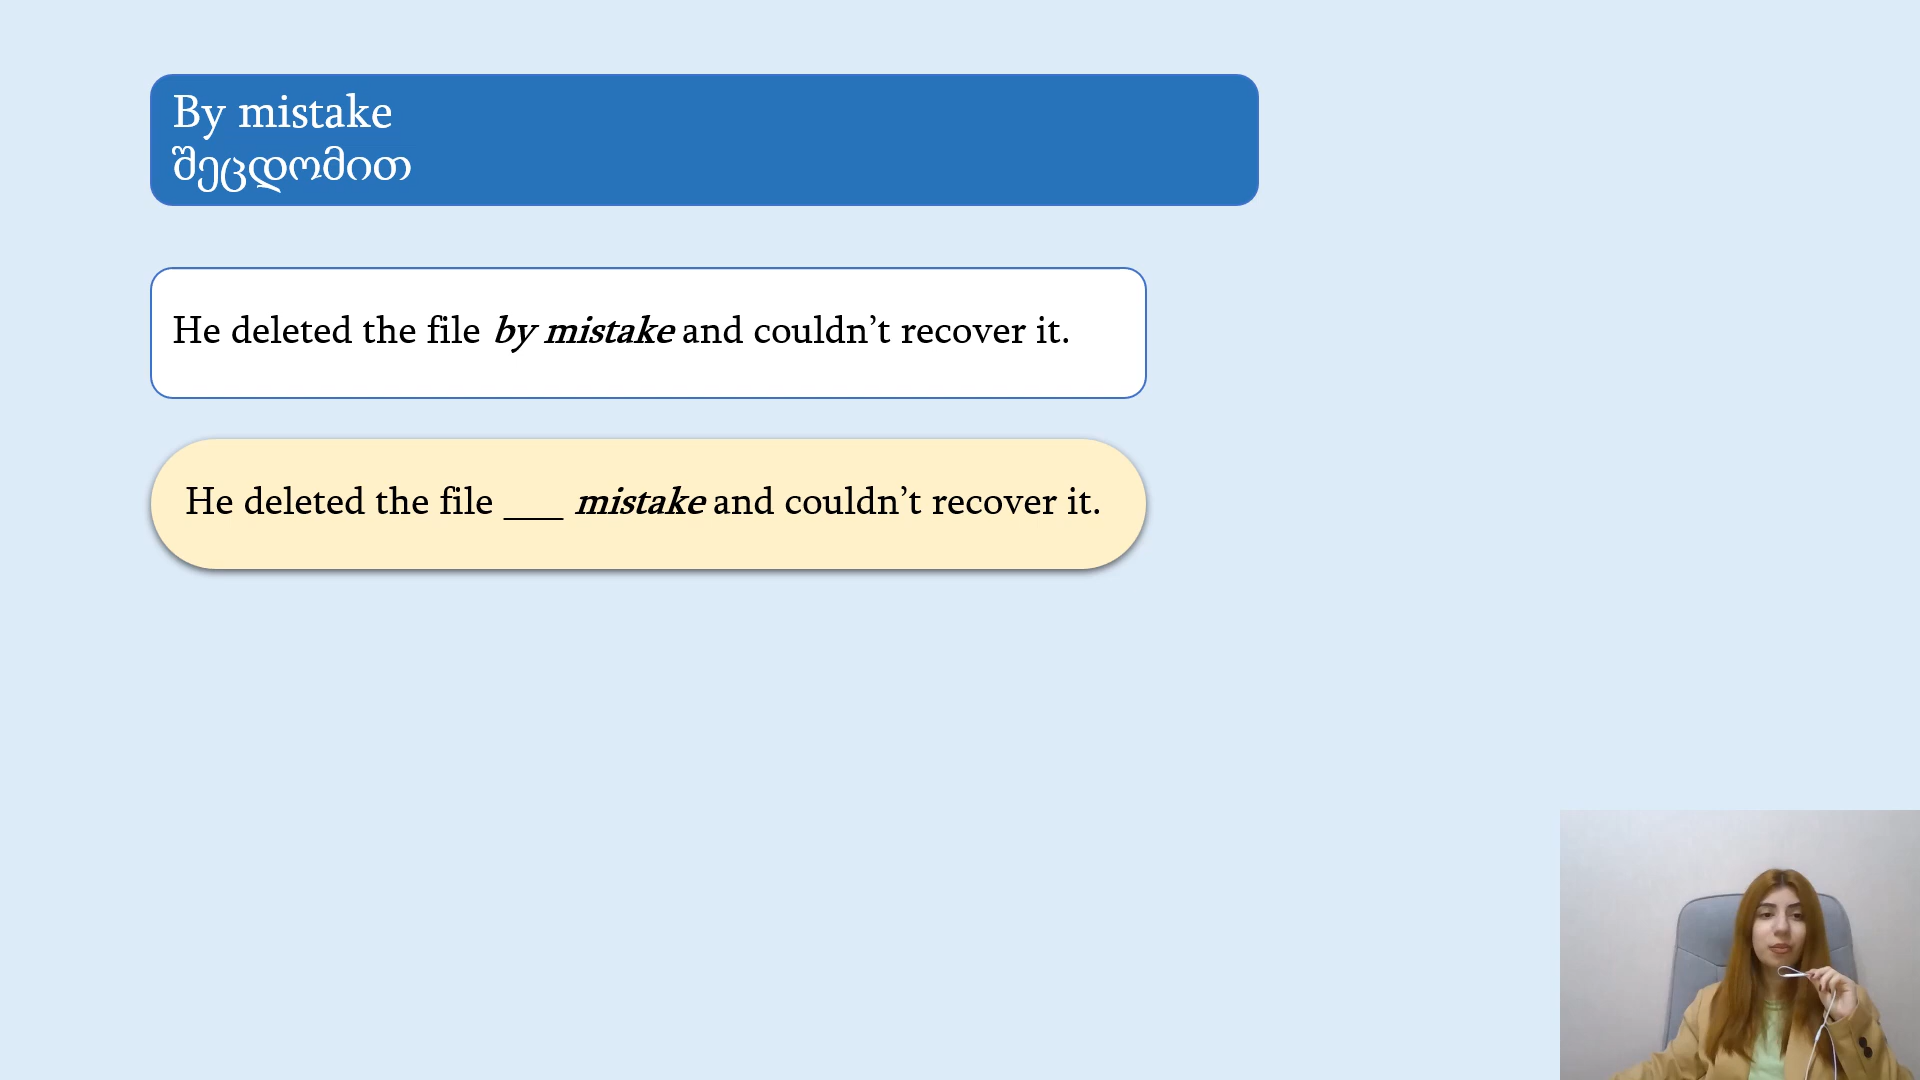 By mistake
შეცდომით
He deleted the file by mistake and couldn’t recover it.
He deleted the file ___ mistake and couldn’t recover it.